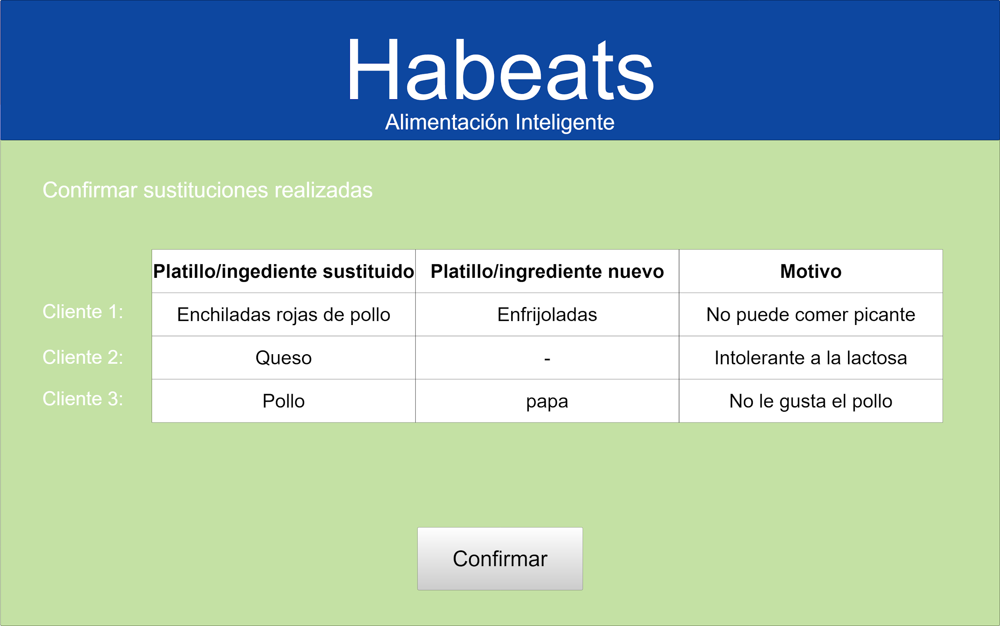 Habeats
Alimentación Inteligente
Confirmar sustituciones realizadas
Platillo/ingediente sustituido Platillo/ingrediente nuevo Motivo
Cliente 1: Enchiladas rojas de pollo Enfrijoladas No puede comer picante
Cliente 2: Queso - Intolerante a la lactosa
Cliente 3: Pollo papa No le gusta el pollo
Confirmar